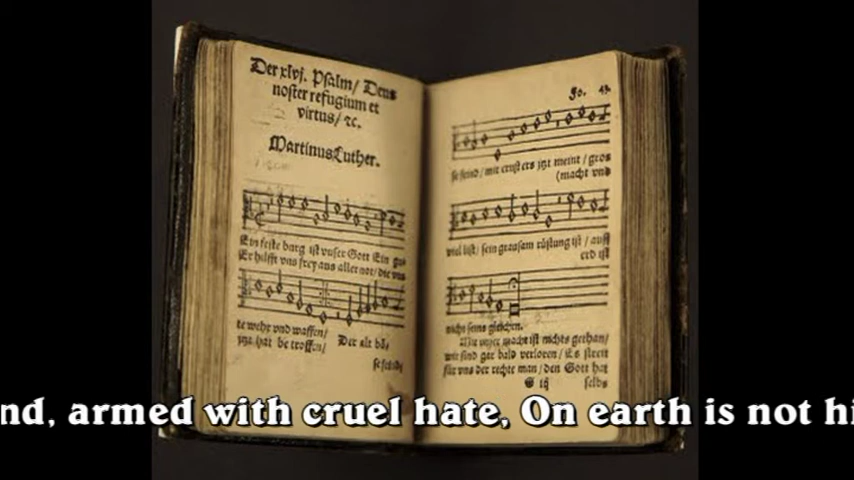 Der xlvj. Psalm/ Deus
noster refugium et
virtus/ ꝛc.
Martinus Luther.
Ein feste burg ist vnser Gott Ein gu
Er hilfft vns frey aus aller not/ die vns
te wehr vnd waffen/
itzt hat be troffen/ Der alt bös
se feind/
Jo. 43.
se feind/ mit ernst ers jtzt meint/ gros
(macht vnd
viel list/ sein grausam rüstung ist/ auff
erd ist
nicht seins gleichen.
Mit vnser macht ist nichts gethan/
wir sind gar bald verloren/ Es streit
für vns der rechte man/ den Gott hat
selbs
nd, armed with cruel hate, On earth is not hi